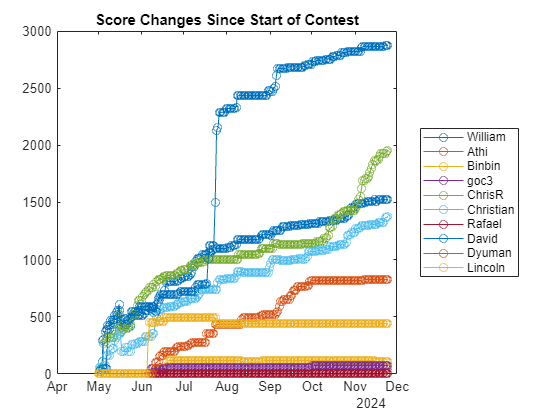 Score Changes Since Start of Contest
3000
2500
2000
1500
1000
500
0
Apr May Jun Jul Aug Sep Oct Nov Dec
2024
William
Athi
Binbin
goc3
ChrisR
Christian
Rafael
David
Dyuman
Lincoln